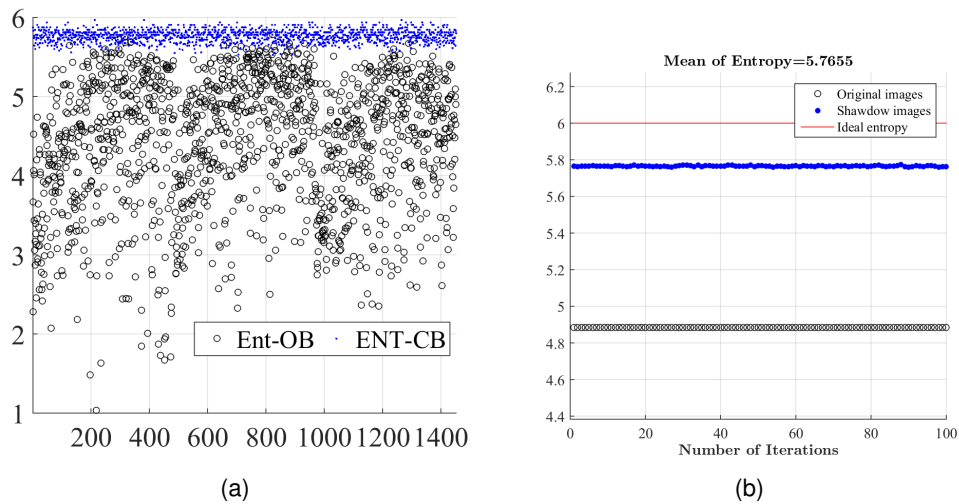 6
5
4
3
2
1
Ent-OB ENT-CB
200 400 600 800 1000 1200 1400
(a)
Mean of Entropy=5.7655
6.2
6
5.8
5.6
5.4
5.2
5
4.8
4.6
4.4
Original images
Shawdow images
Ideal entropy
0 20 40 60 80 100
Number of Iterations
(b)